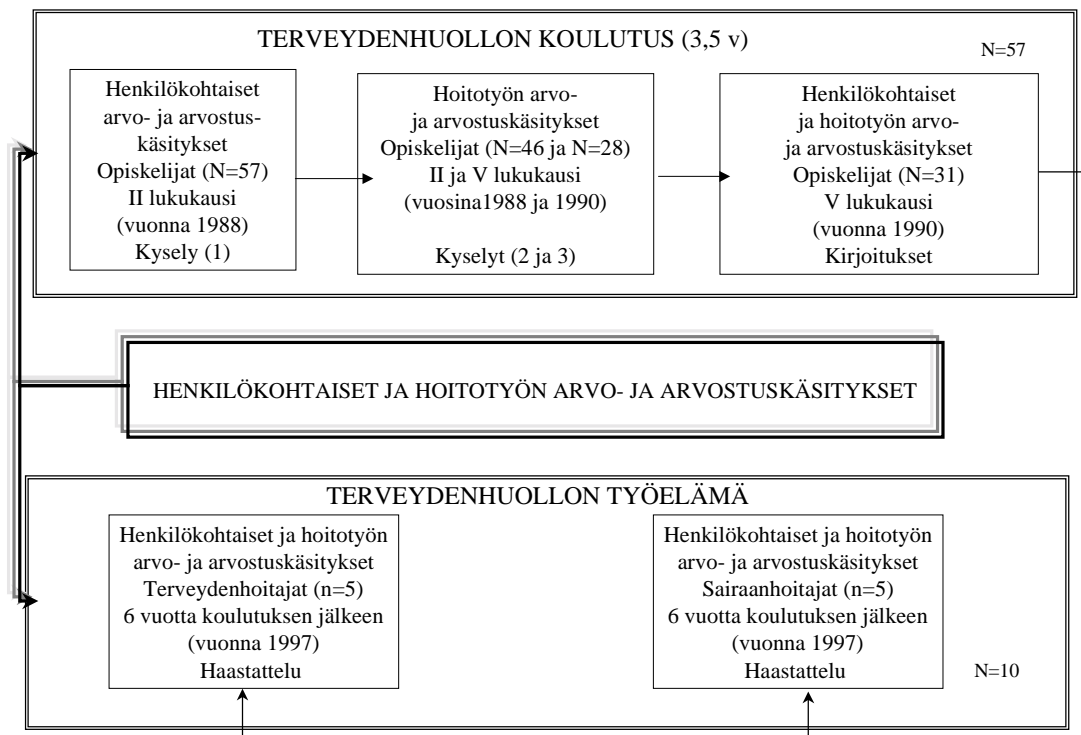 TERVEYDENHUOLLON KOULUTUS (3,5 v)
N=57
Henkilökohtaiset
arvo- ja arvostus-
käsitykset
Opiskelijat (N=57)
II lukukausi
(vuonna 1988)
Kysely (1)
Hoitotyön arvo-
ja arvostuskäsitykset
Opiskelijat (N=46 ja N=28)
II ja V lukukausi
(vuosina1988 ja 1990)
Kyselyt (2 ja 3)
Henkilökohtaiset
ja hoitotyön arvo-
ja arvostuskäsitykset
Opiskelijat (N=31)
V lukukausi
(vuonna 1990)
Kirjoitukset
HENKILÖKOHTAISET JA HOITOTYÖN ARVO- JA ARVOSTUSKÄSITYKSET
TERVEYDENHUOLLON TYÖELÄMÄ
Henkilökohtaiset ja hoitotyön
arvo- ja arvostuskäsitykset
Terveydenhoitajat (n=5)
6 vuotta koulutuksen jälkeen
(vuonna 1997)
Haastattelu
Henkilökohtaiset ja hoitotyön
arvo- ja arvostuskäsitykset
Sairaanhoitajat (n=5)
6 vuotta koulutuksen jälkeen
(vuonna 1997)
Haastattelu
N=10